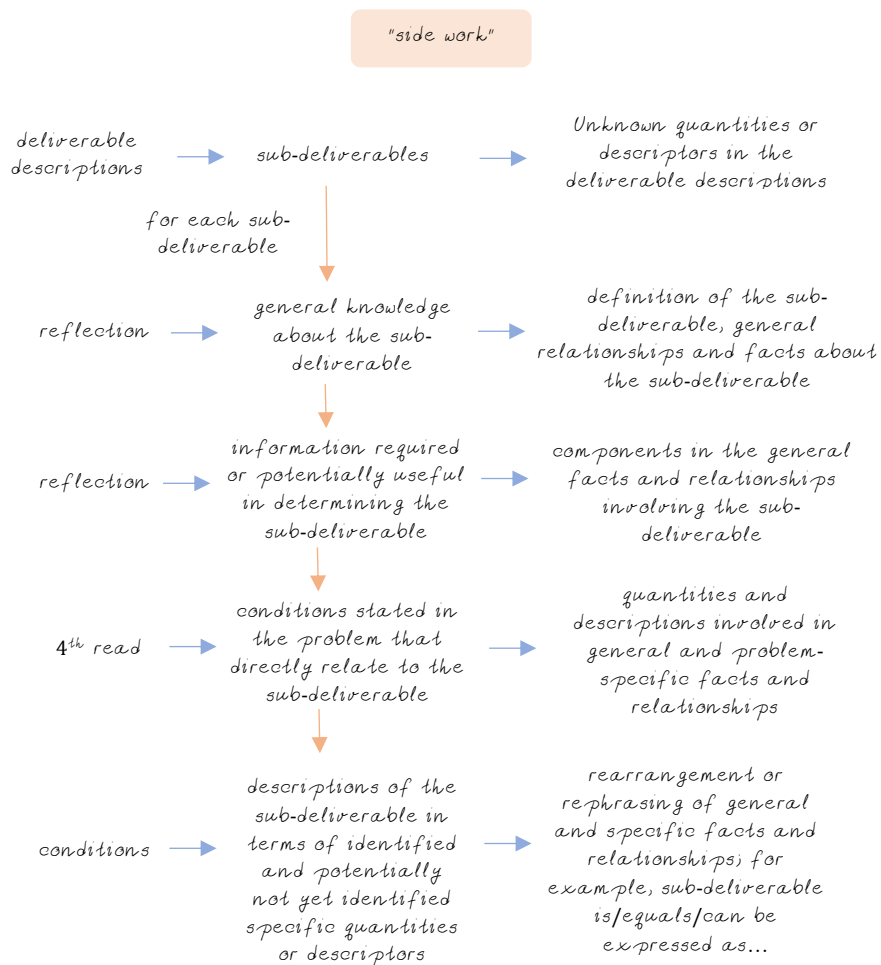 "side work"
deliverable
descriptions
sub-deliverables
Unknown quantities or
descriptors in the
deliverable descriptions
for each sub-
deliverable
reflection
general knowledge
about the sub-
deliverable
definition of the sub-
deliverable, general
relationships and facts about
the sub-deliverable
reflection
information required
or potentially useful
in determining the
sub-deliverable
components in the general
facts and relationships
involving the sub-
deliverable
4th read
conditions stated in
the problem that
directly relate to the
sub-deliverable
quantities and
descriptions involved in
general and problem-
specific facts and
relationships
conditions
descriptions of the
sub-deliverable in
terms of identified
and potentially
not yet identified
specific quantities
or descriptors
rearrangement or
rephrasing of general
and specific facts and
relationships; for
example, sub-deliverable
is/equals/can be
expressed as...